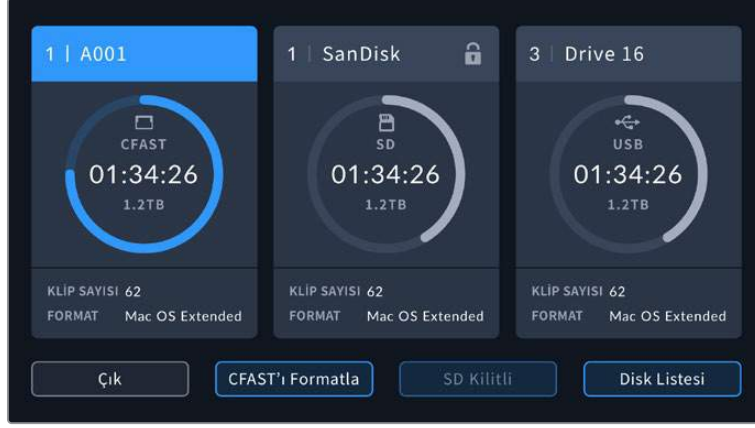 1 | A001
CFAST
01:34:26
1.2TB
KLİP SAYISI 62
FORMAT Mac OS Extended
1 | SanDisk
SD
01:34:26
1.2TB
KLİP SAYISI 62
FORMAT Mac OS Extended
3 | Drive 16
USB
01:34:26
1.2TB
KLİP SAYISI 62
FORMAT Mac OS Extended
Çık
CFAST'ı Formatla
SD Kilitli
Disk Listesi